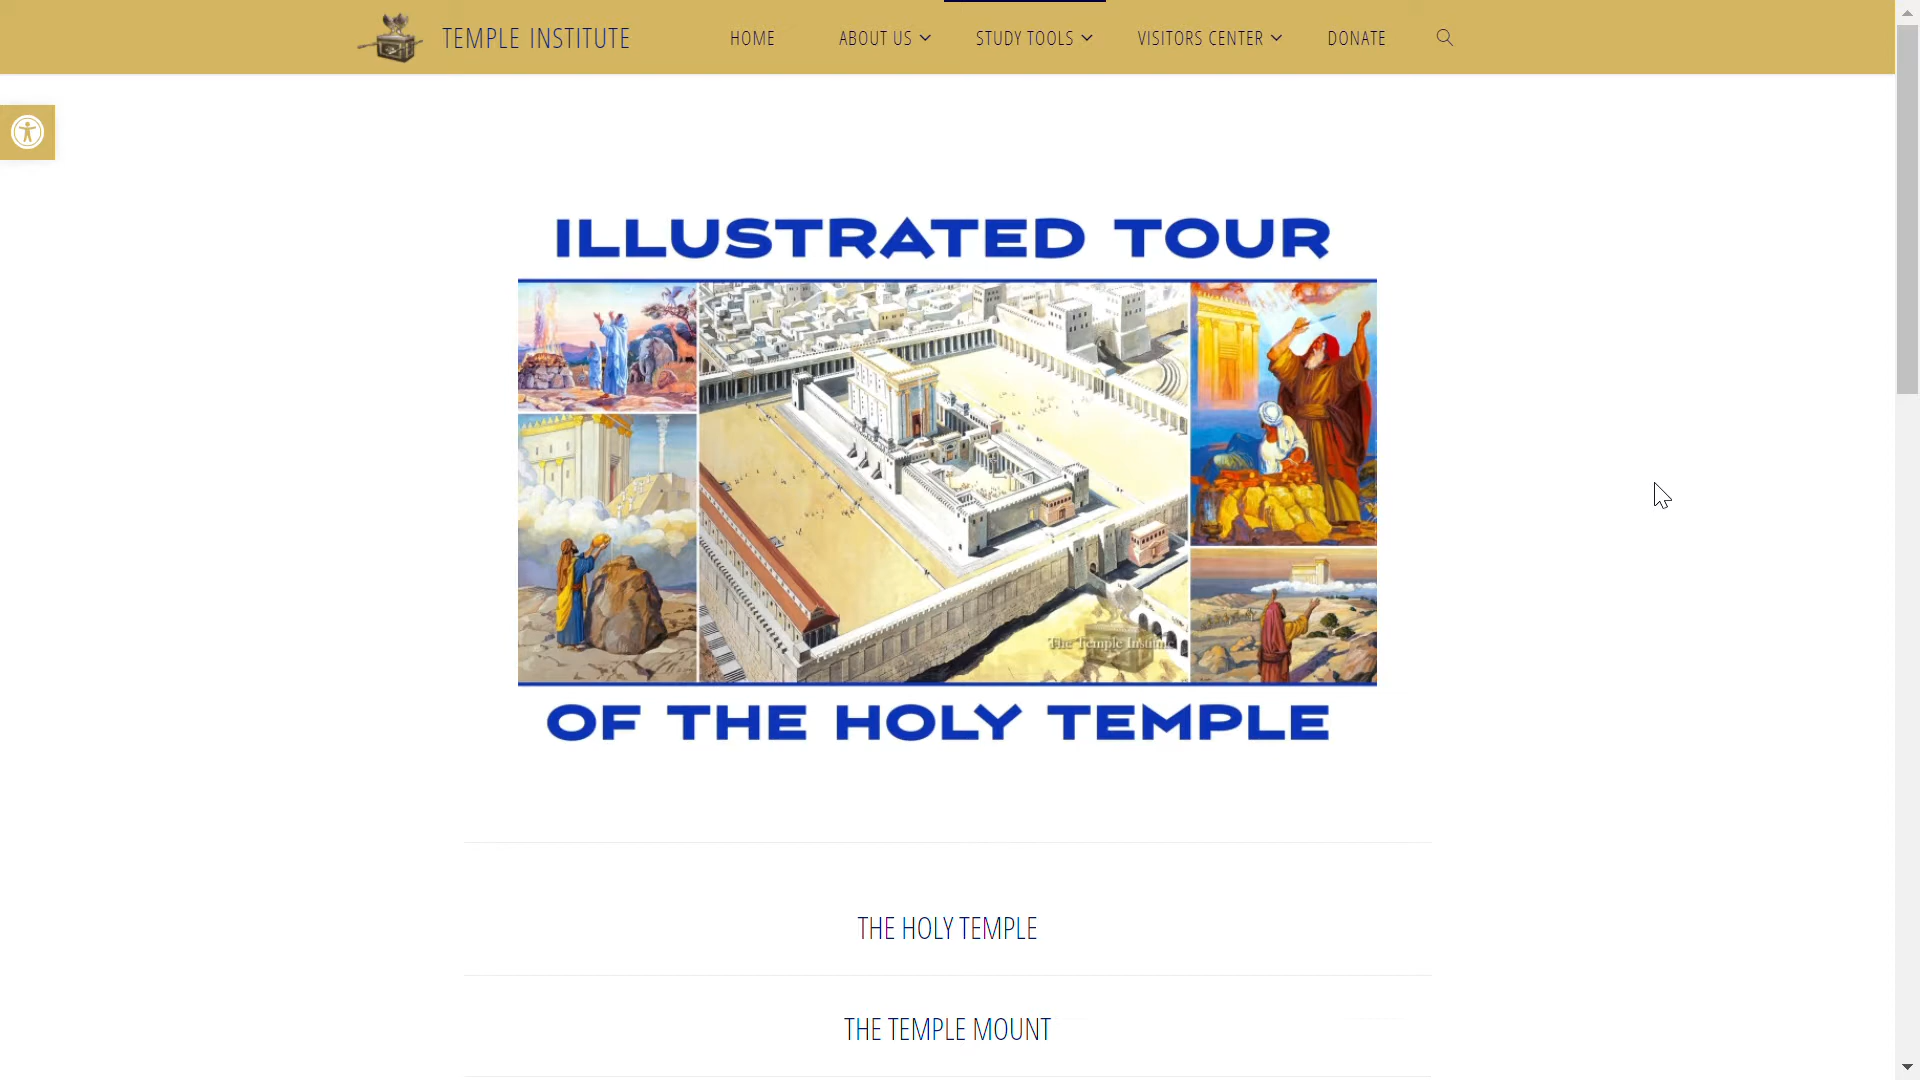 TEMPLE INSTITUTE
HOME
ABOUT US
STUDY TOOLS
VISITORS CENTER
DONATE
ILLUSTRATED TOUR
The Temple Institute
OF THE HOLY TEMPLE
THE HOLY TEMPLE
THE TEMPLE MOUNT